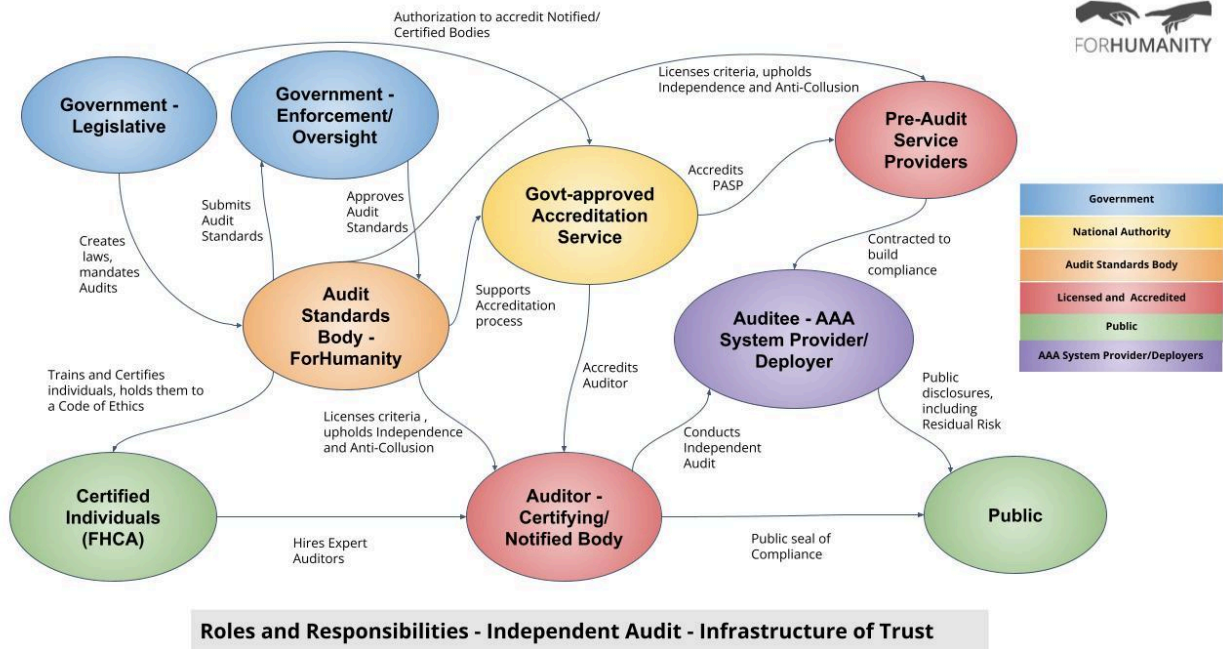 Authorization to accredit Notified/
Certified Bodies
FORHUMANITY
Government -
Legislative
Government -
Enforcement/
Oversight
Licenses criteria, upholds
Independence and Anti-Collusion
Pre-Audit
Service
Providers
Submits
Audit
Standards
Approves
Audit
Standards
Govt-approved
Accreditation
Service
Accredits
PASP
Creates
laws,
mandates
Audits
Contracted to
build
compliance
Government
National Authority
Audit Standards Body
Licensed and Accredited
Public
AAA System Provider/Deployers
Audit
Standards
Body -
ForHumanity
Supports
Accreditation
process
Auditee - AAA
System Provider/
Deployer
Trains and Certifies
individuals, holds them to
a Code of Ethics
Licenses criteria ,
upholds Independence
and Anti-Collusion
Accredits
Auditor
Conducts
Independent
Audit
Public
disclosures,
including
Residual Risk
Certified
Individuals
(FHCA)
Hires Expert
Auditors
Auditor -
Certifying/
Notified Body
Public seal of
Compliance
Public
Roles and Responsibilities - Independent Audit - Infrastructure of Trust